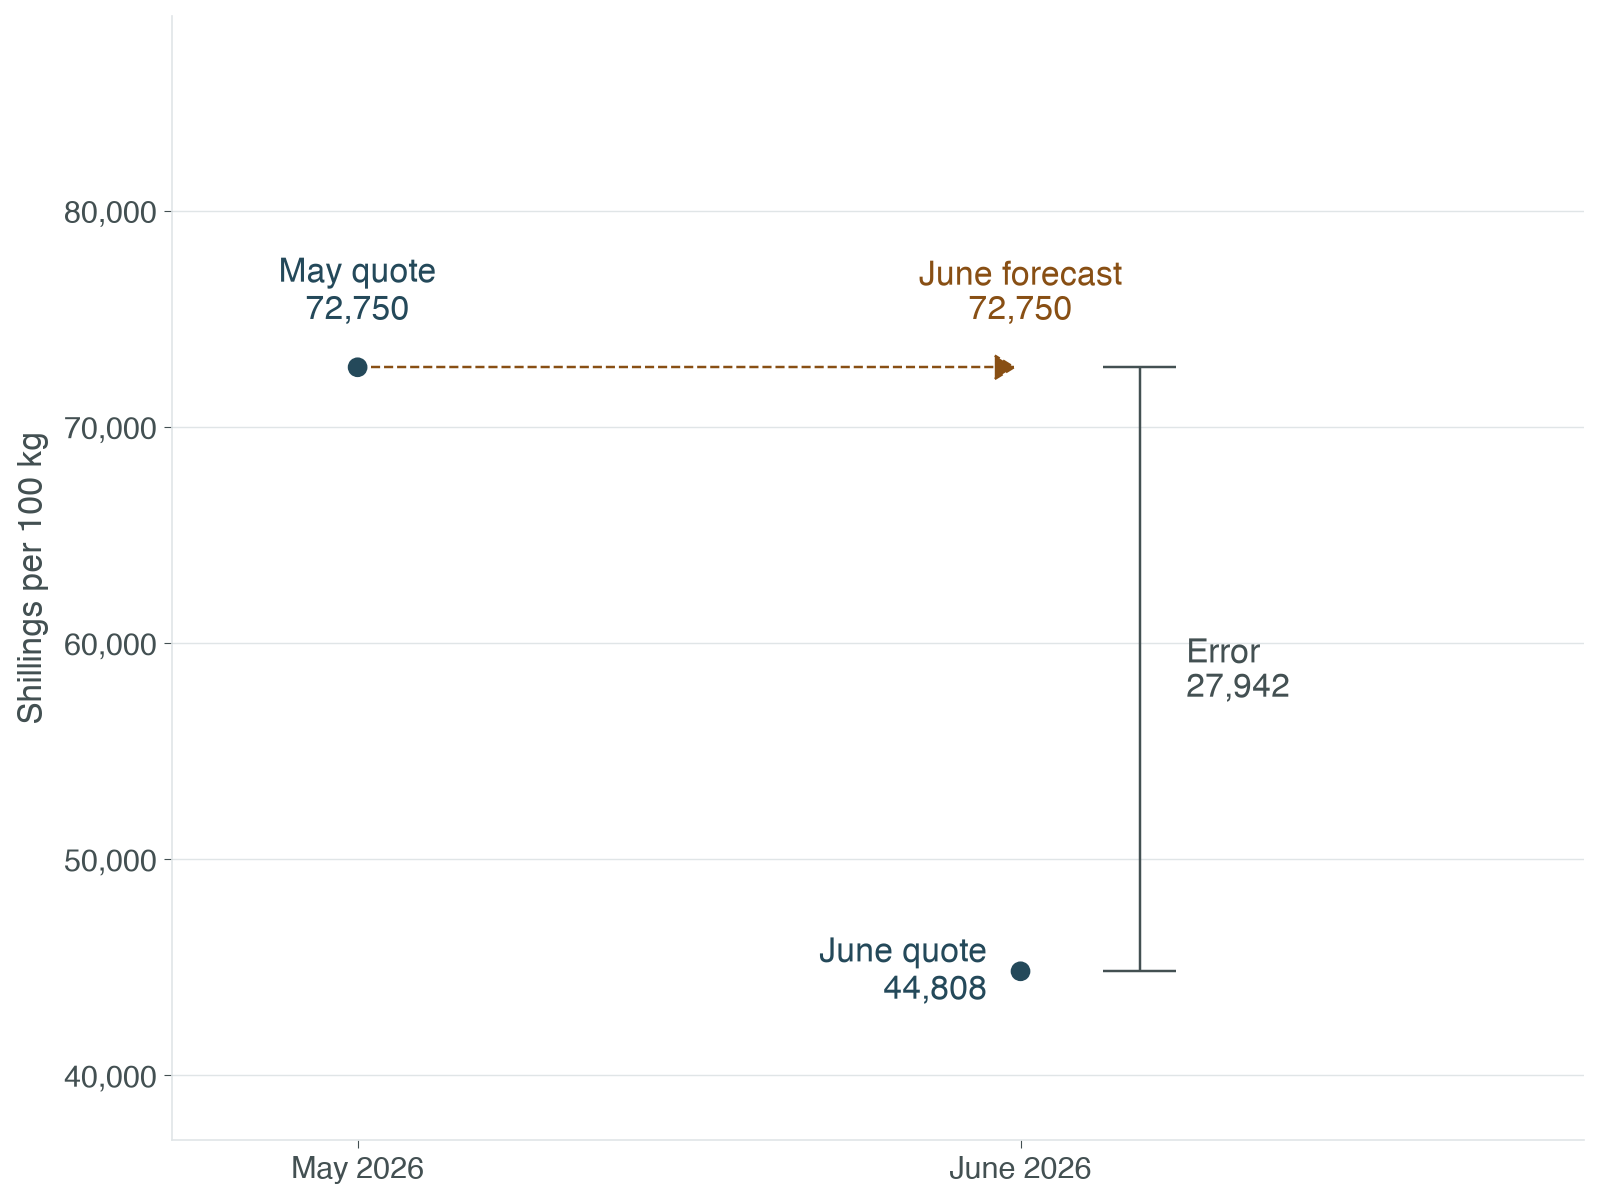 Shillings per 100 kg
80,000
70,000
60,000
50,000
40,000
May quote
72,750
June forecast
72,750
Error
27,942
June quote
44,808
May 2026
June 2026